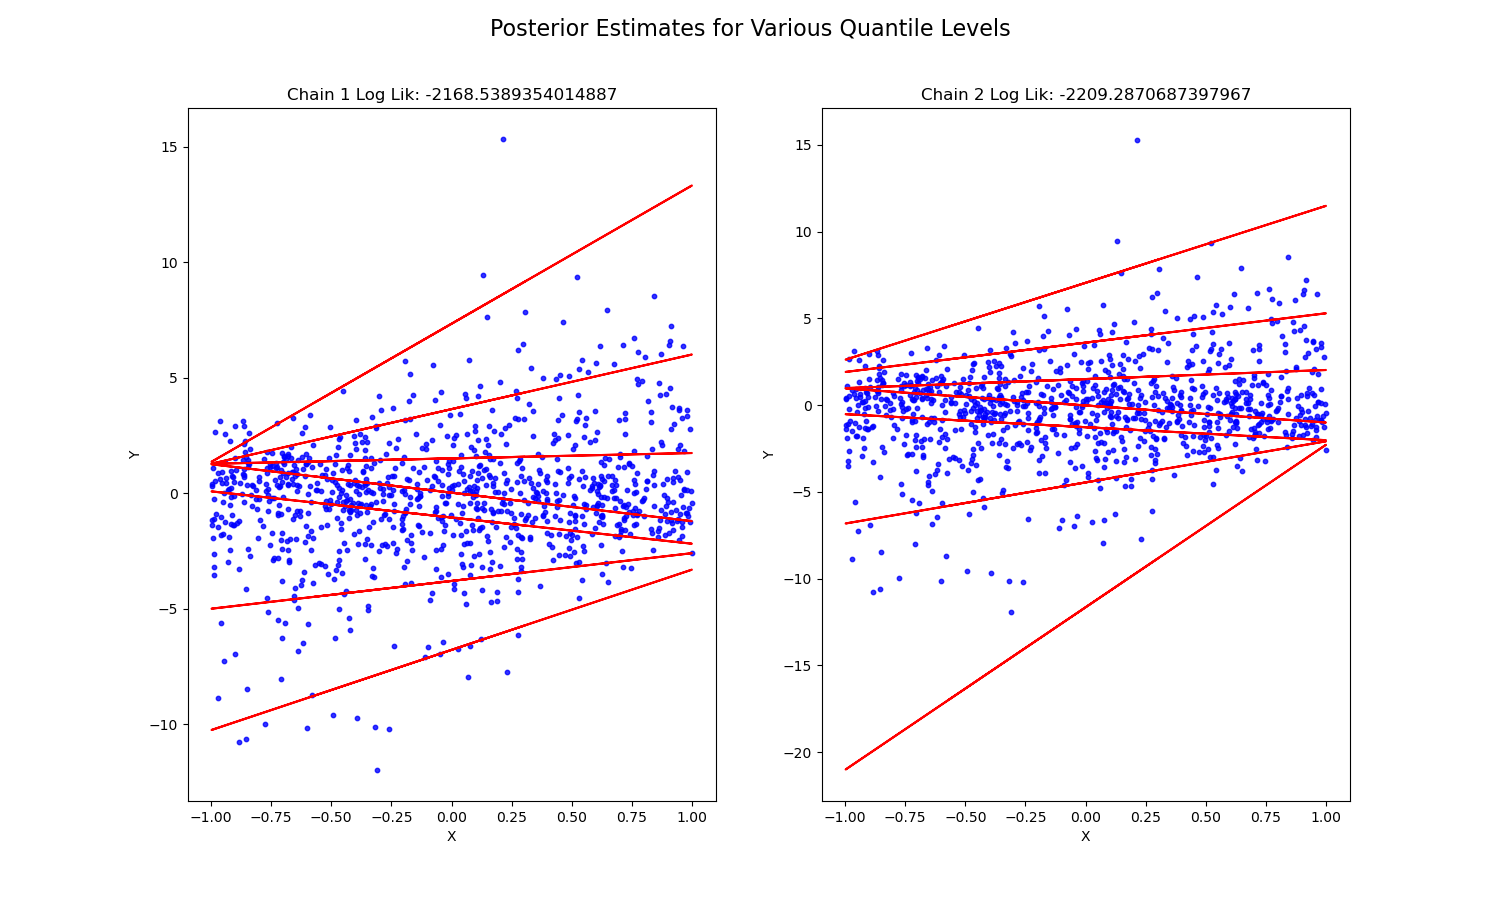 Posterior Estimates for Various Quantile Levels
Chain 1 Log Lik: -2168.5389354014887
Chain 2 Log Lik: -2209.2870687397967
15
10
5
0
−5
−10
Y
−1.00 −0.75 −0.50 −0.25 0.00 0.25 0.50 0.75 1.00
X
15
10
5
0
−5
−10
−15
−20
Y
−1.00 −0.75 −0.50 −0.25 0.00 0.25 0.50 0.75 1.00
X